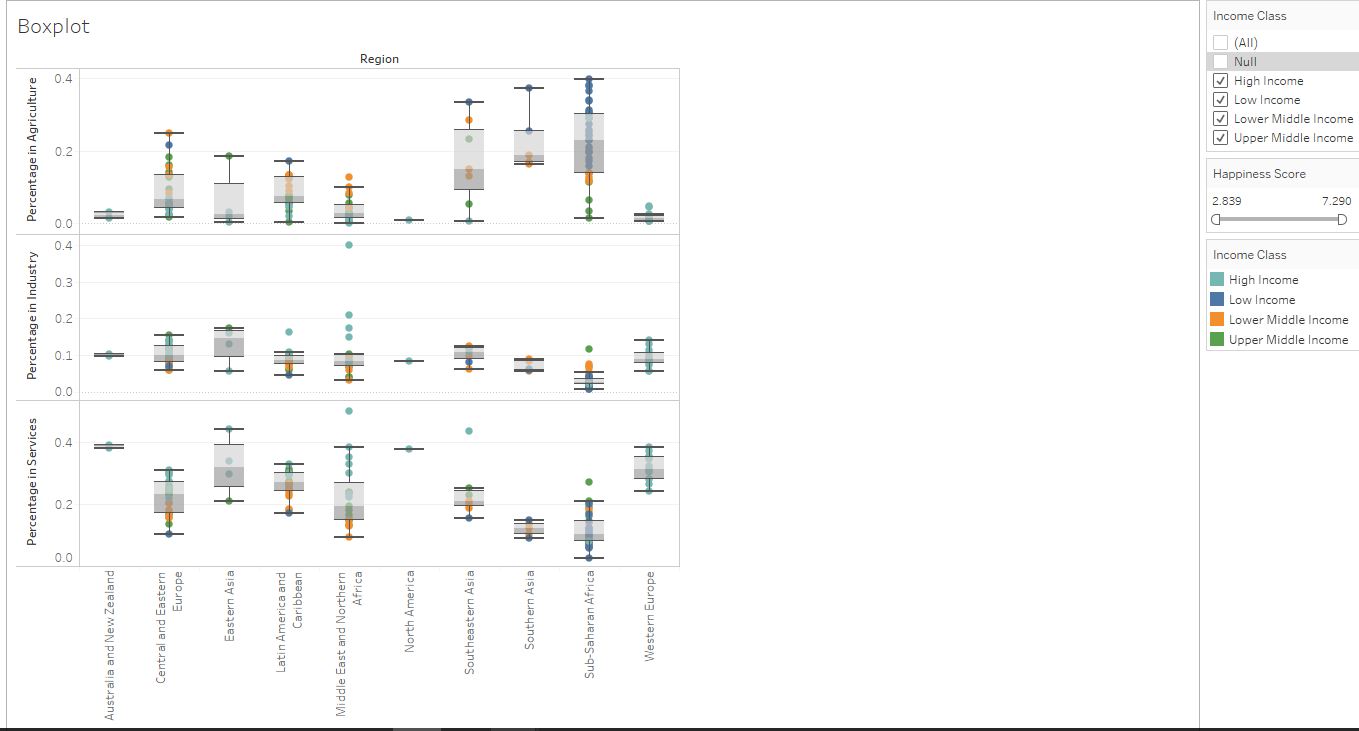 Boxplot
Region
Percentage in Agriculture
0.4
0.2
0.0
Percentage in Industry
0.4
0.3
0.2
0.1
0.0
Percentage in Services
0.4
0.2
0.0
Australia and New Zealand
Central and Eastern
Europe
Eastern Asia
Latin America and
Caribbean
Middle East and Northern
Africa
North America
Southeastern Asia
Southern Asia
Sub-Saharan Africa
Western Europe
Income Class
(All)
Null
High Income
Low Income
Lower Middle Income
Upper Middle Income
Happiness Score
2.839 7.290
Income Class
High Income
Low Income
Lower Middle Income
Upper Middle Income